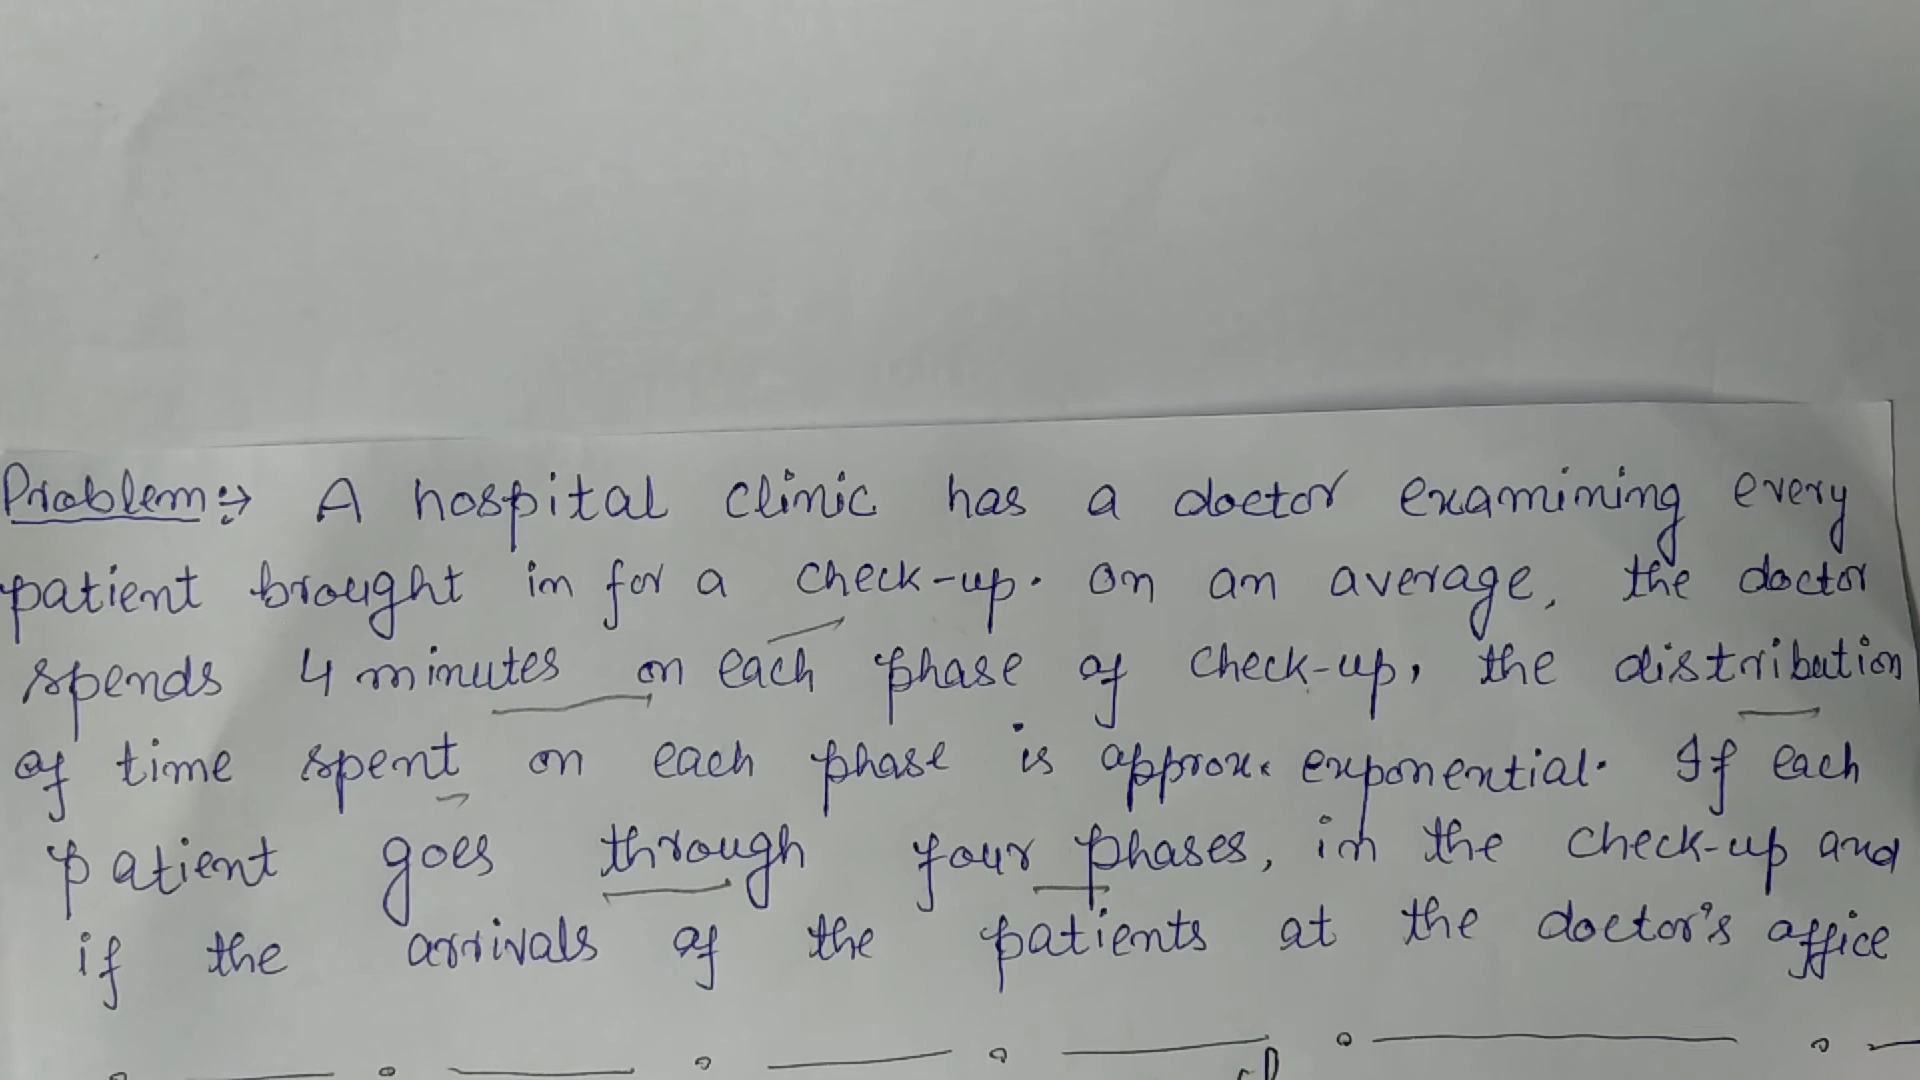 Problem:→ A hospital clinic has a doctor examining every
patient brought in for a check-up. On an average, the doctor
spends 4 minutes on each phase of check-up, the distribution
of time spent on each phase is approx. exponential. If each
patient goes through four phases, in the check-up and
if the arrivals of the patients at the doctor's office